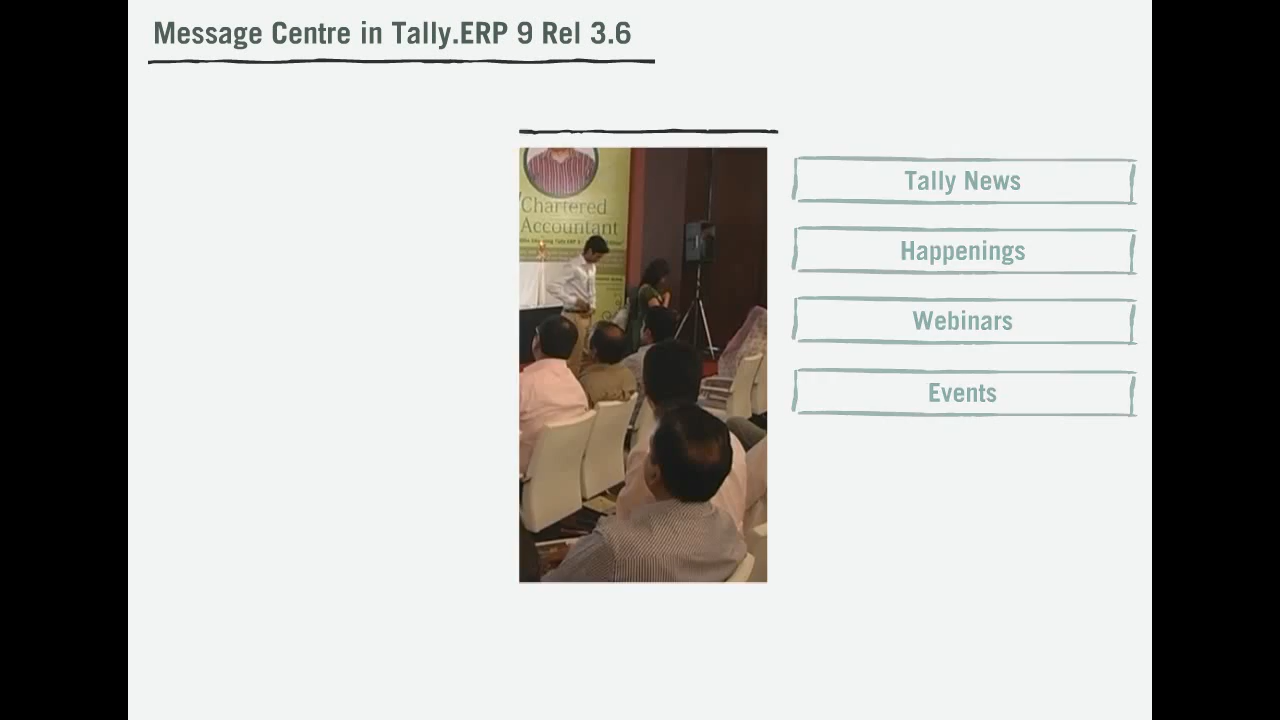 Message Centre in Tally.ERP 9 Rel 3.6
Chartered
Accountant
Tally News
Happenings
Webinars
Events